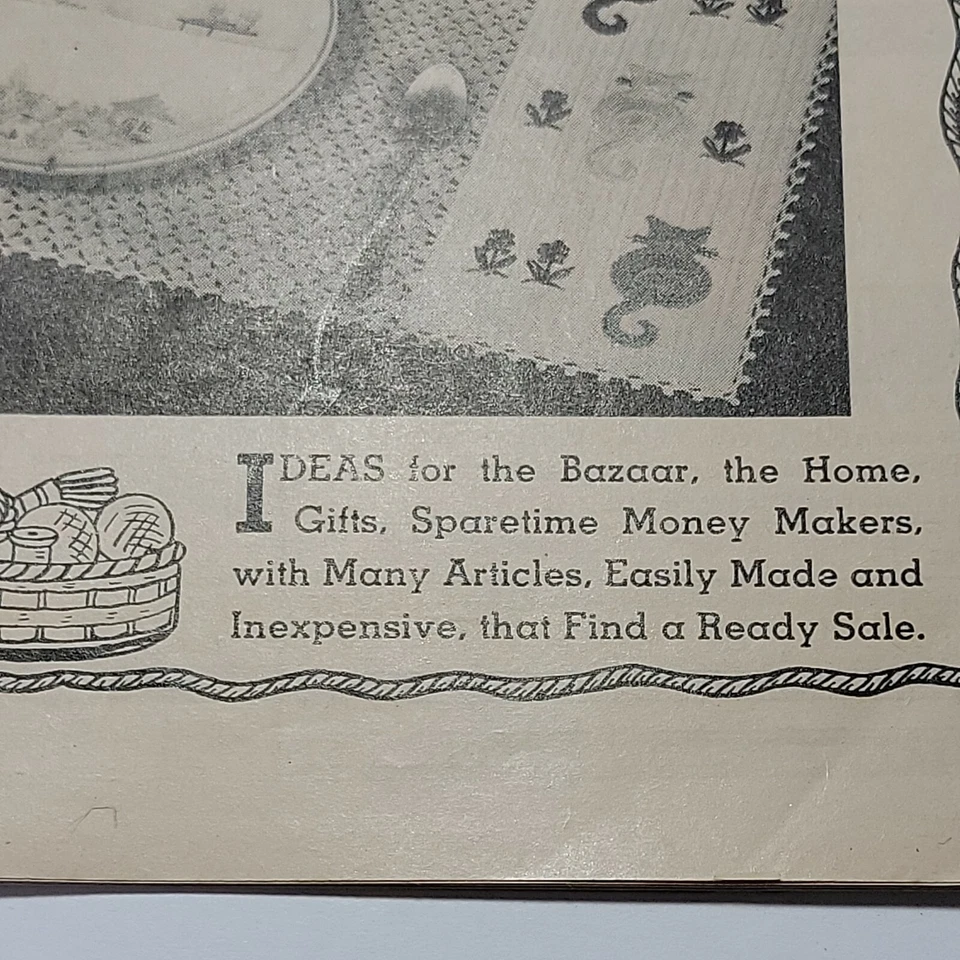 IDEAS for the Bazaar, the Home,
Gifts, Sparetime Money Makers,
with Many Articles, Easily Made and
Inexpensive, that Find a Ready Sale.